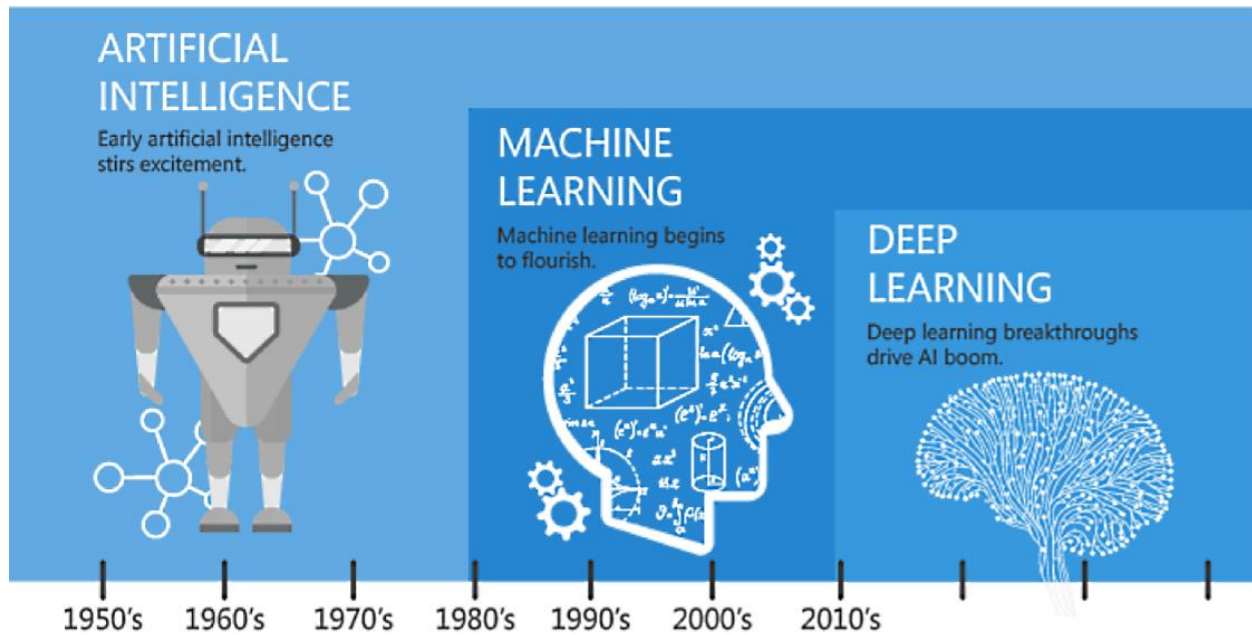 ARTIFICIAL
INTELLIGENCE
Early artificial intelligence
stirs excitement.
MACHINE
LEARNING
Machine learning begins
to flourish.
DEEP
LEARNING
Deep learning breakthroughs
drive AI boom.
1950's 1960's 1970's 1980's 1990's 2000's 2010's